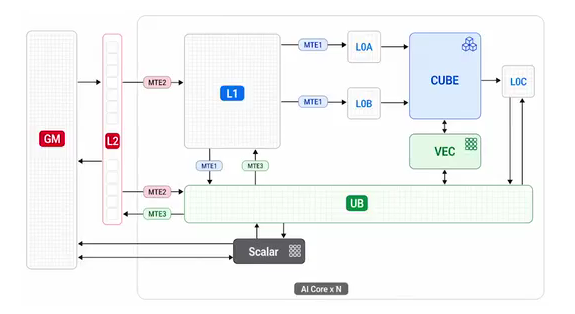 MTE1
L0A
CUBE
L0C
GM
L2
MTE2
L1
MTE1
L0B
VEC
MTE1
MTE3
MTE2
MTE3
UB
Scalar
AI Core x N